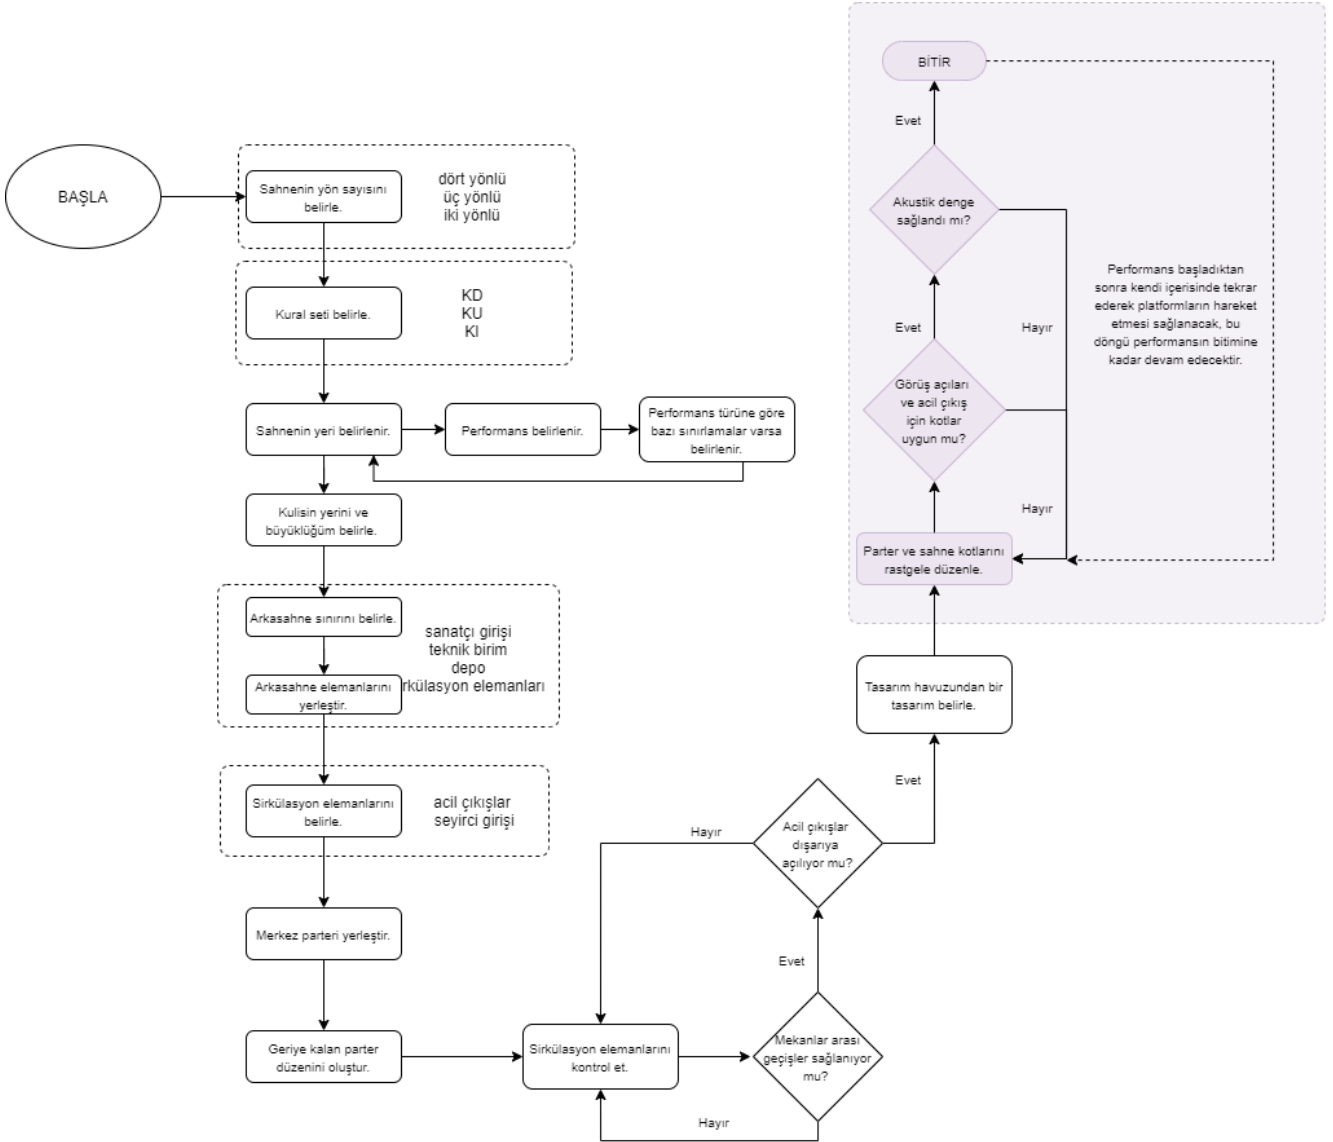 BAŞLA
Sahnenin yön sayısını
belirle.
dört yönlü
üç yönlü
iki yönlü
Kural seti belirle.
KD
KU
KI
Sahnenin yeri belirlenir.
Performans belirlenir.
Performans türüne göre
bazı sınırlamalar varsa
belirlenir.
Kulisin yerini ve
büyüklüğüm belirle.
Arkasahne sınırını belirle.
Arkasahne elemanlarını
yerleştir.
sanatçı girişi
teknik birim
depo
rkülasyon elemanları
Sirkülasyon elemanlarını
belirle.
acil çıkışlar
seyirci girişi
Merkez parteri yerleştir.
Geriye kalan parter
düzenini oluştur.
Sirkülasyon elemanlarını
kontrol et.
Mekanlar arası
geçişler sağlanıyor
mu?
Hayır
Evet
Acil çıkışlar
dışarıya
açılıyor mu?
Hayır
Evet
Tasarım havuzundan bir
tasarım belirle.
Parter ve sahne kotlarını
rastgele düzenle.
Görüş açıları
ve acil çıkış
için kotlar
uygun mu?
Hayır
Evet
Akustik denge
sağlandı mı?
Hayır
Evet
BİTİR
Performans başladıktan
sonra kendi içerisinde tekrar
ederek platformların hareket
etmesi sağlanacak, bu
döngü performansın bitimine
kadar devam edecektir.